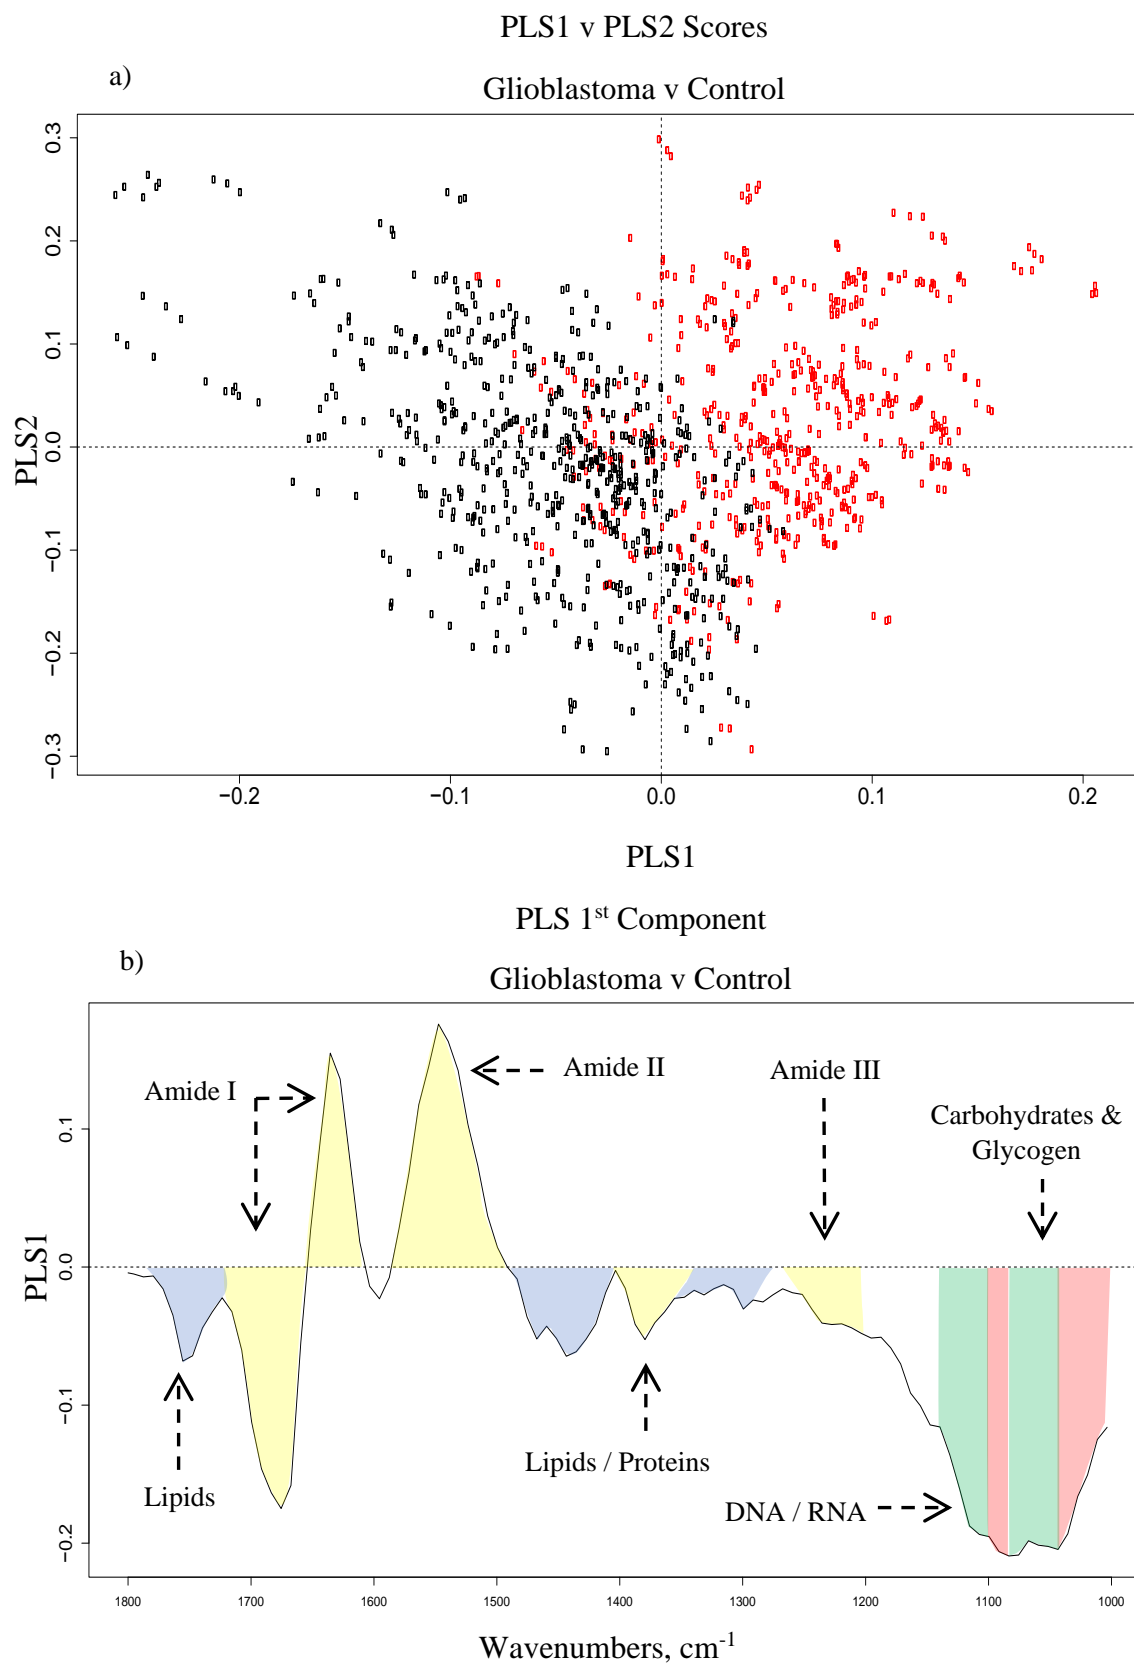 PLS1 v PLS2 Scores
a)
Glioblastoma v Control
0.3
0.2
0.1
0.0
−0.1
−0.2
−0.3
PLS2
−0.2
−0.1
0.0
0.1
0.2
PLS1
PLS 1st Component
b)
Glioblastoma v Control
Amide I
Amide II
Amide III
Carbohydrates &
Glycogen
0.1
0.0
−0.1
−0.2
PLS1
Lipids
Lipids / Proteins
DNA / RNA
1800
1700
1600
1500
1400
1300
1200
1100
1000
Wavenumbers, cm-1